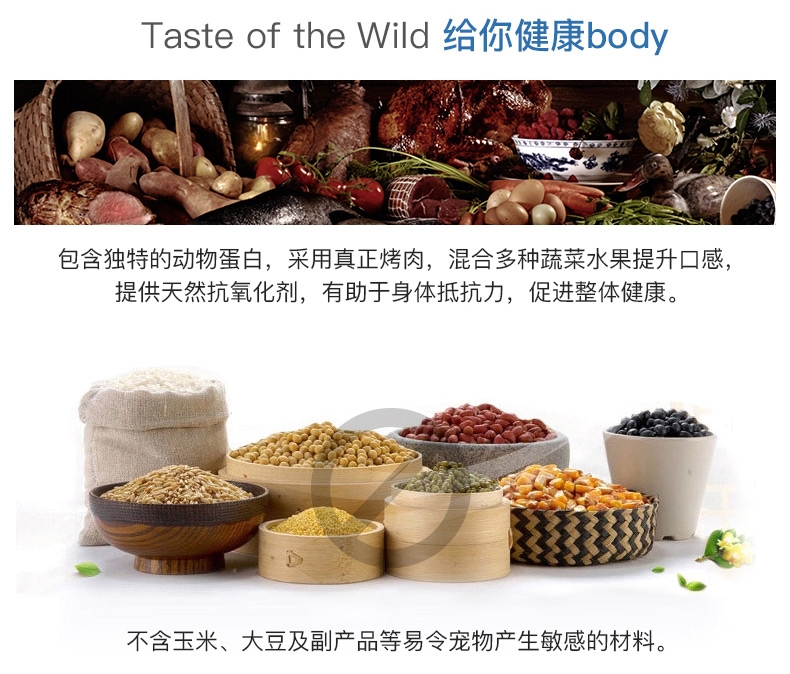 Taste of the Wild 给你健康body
包含独特的动物蛋白，采用真正烤肉，混合多种蔬菜水果提升口感，
提供天然抗氧化剂，有助于身体抵抗力，促进整体健康。
不含玉米、大豆及副产品等易令宠物产生敏感的材料。